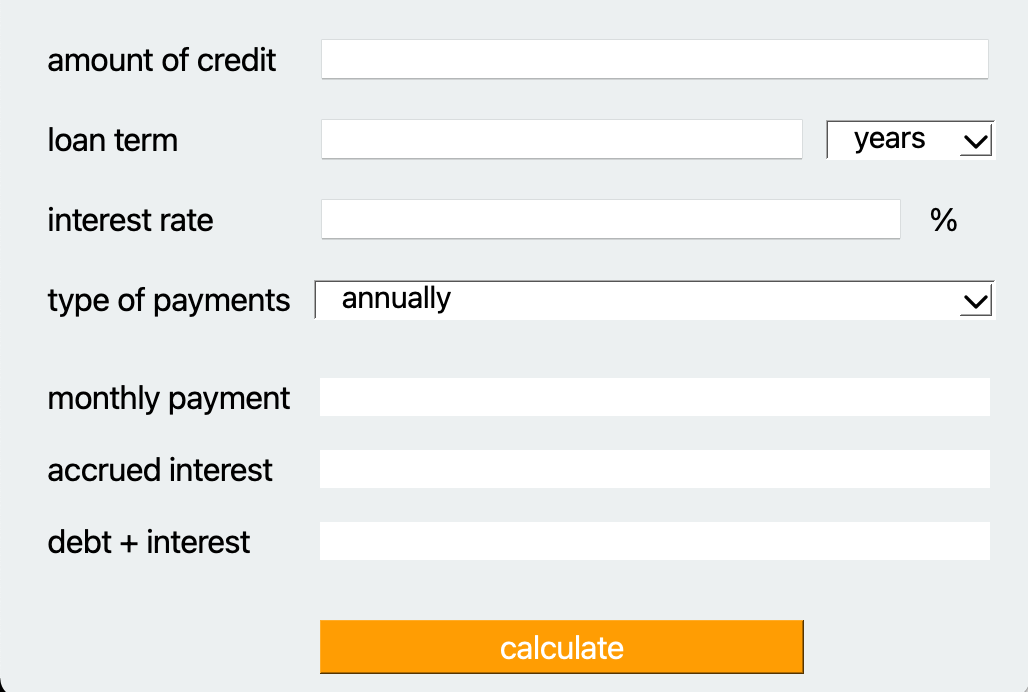 amount of credit
loan term years
interest rate %
type of payments annually
monthly payment
accrued interest
debt + interest
calculate